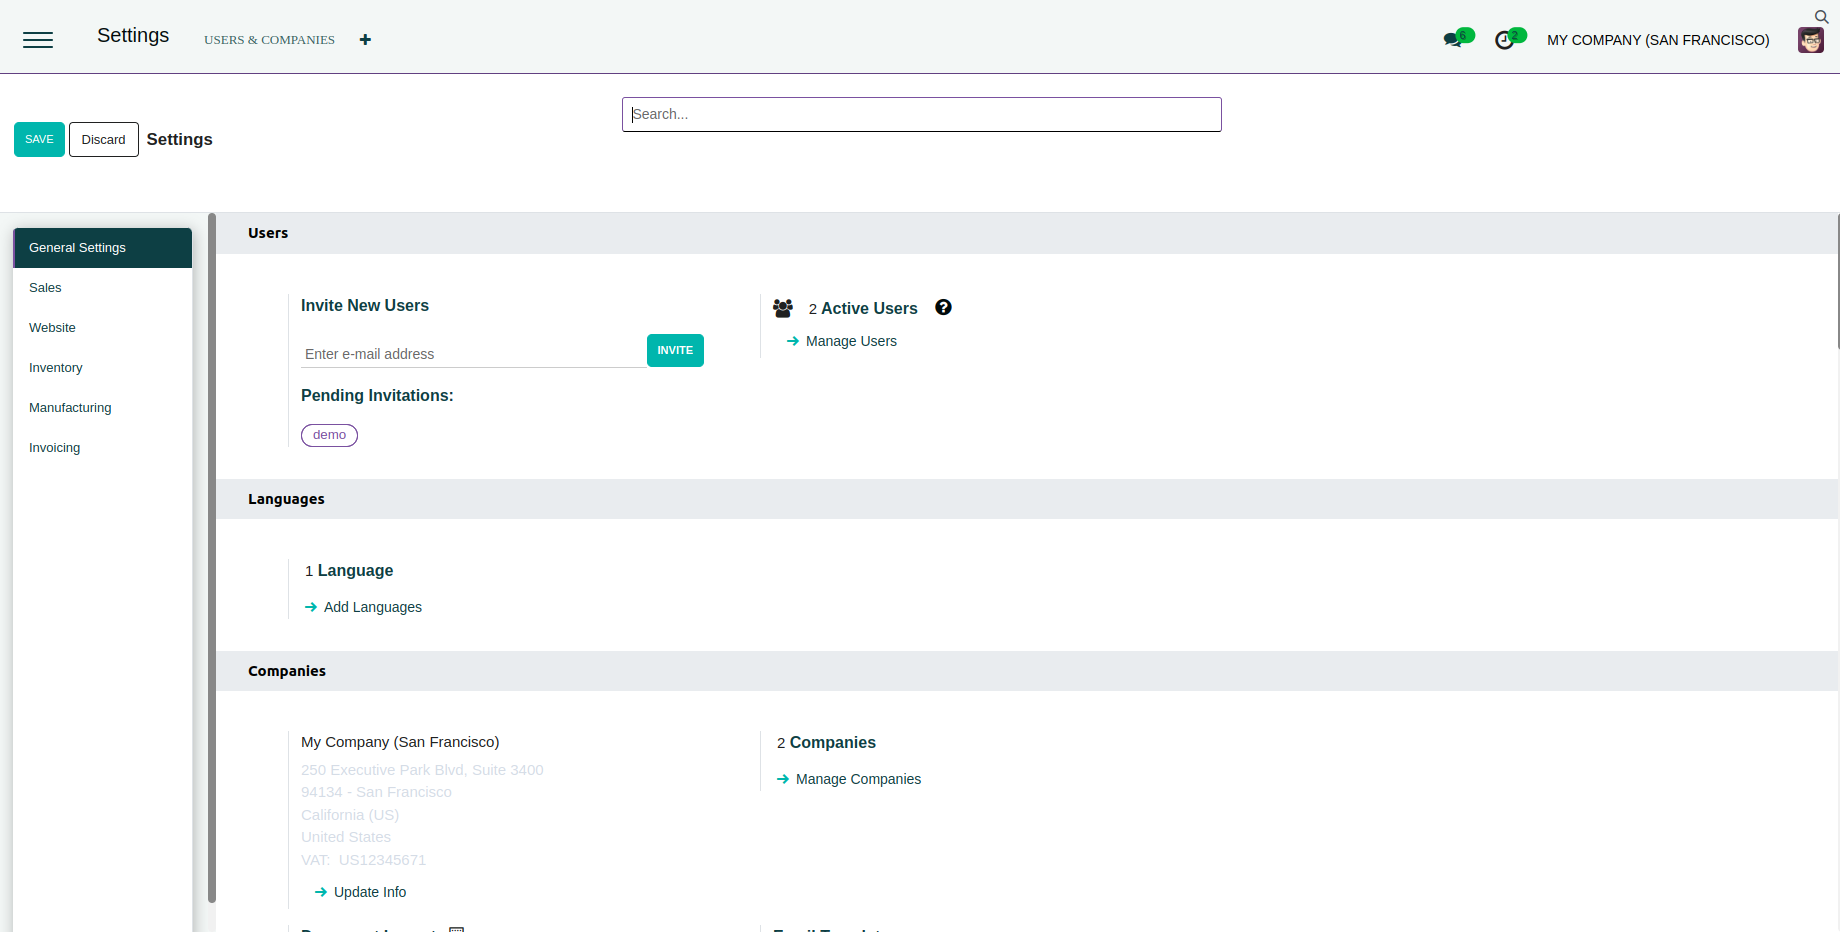 Settings
USERS & COMPANIES
6
2
MY COMPANY (SAN FRANCISCO)
Search...
SAVE
Discard
Settings
General Settings
Sales
Website
Inventory
Manufacturing
Invoicing
Users
Invite New Users
Enter e-mail address
INVITE
Pending Invitations:
demo
2 Active Users
Manage Users
Languages
1 Language
Add Languages
Companies
My Company (San Francisco)
250 Executive Park Blvd, Suite 3400
94134 - San Francisco
California (US)
United States
VAT: US12345671
Update Info
2 Companies
Manage Companies